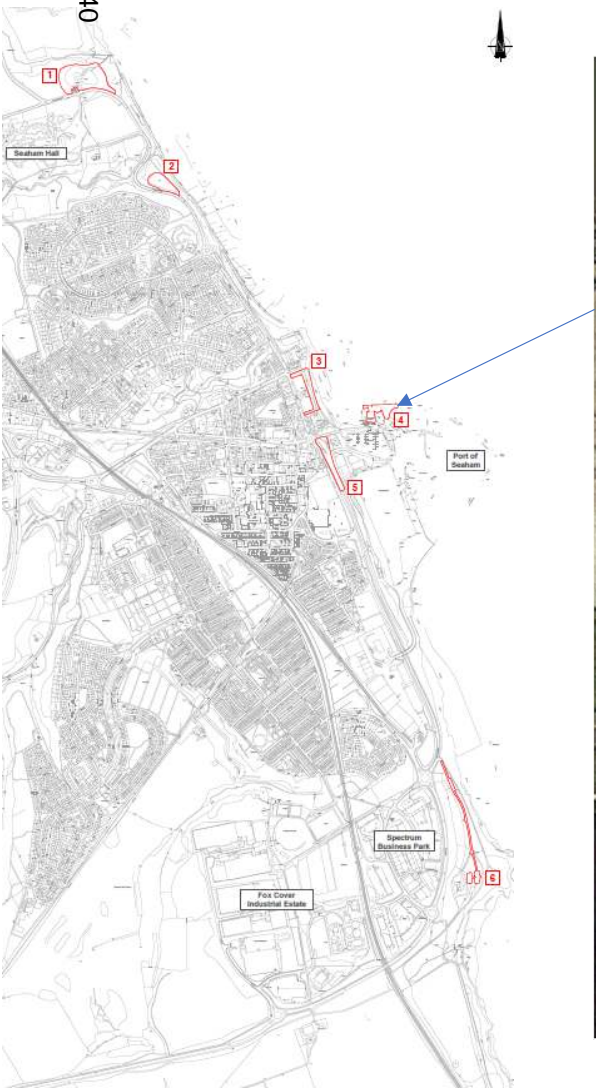 40
1
Seaham Hall
2
3
4
Port of
Seaham
5
Spectrum
Business Park
6
Fox Cover
Industrial Estate